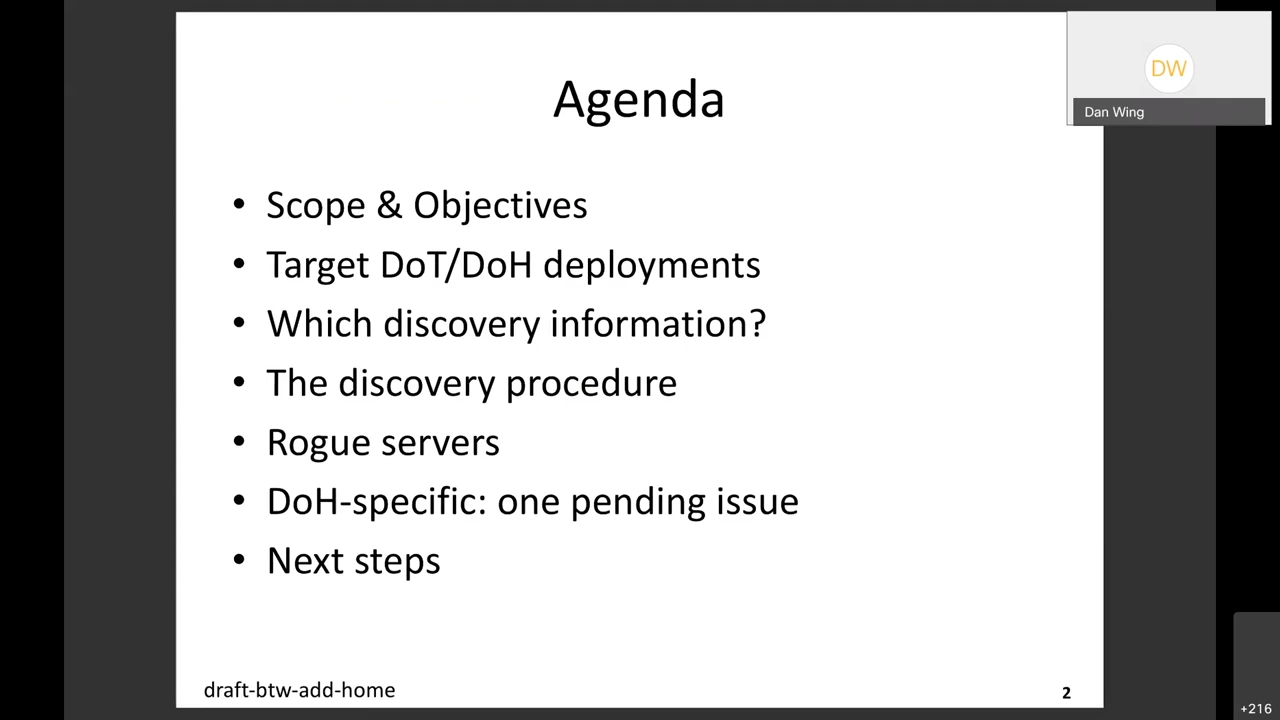 Agenda
DW
Dan Wing
• Scope & Objectives
• Target DoT/DoH deployments
• Which discovery information?
• The discovery procedure
• Rogue servers
• DoH-specific: one pending issue
• Next steps
draft-btw-add-home
2
+216